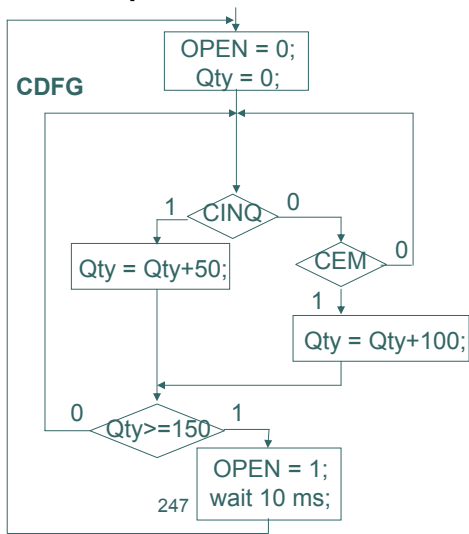 OPEN = 0;
Qty = 0;
CDFG
1
CINQ
0
Qty = Qty+50;
CEM
0
1
Qty = Qty+100;
0
Qty>=150
1
OPEN = 1;
wait 10 ms;
247